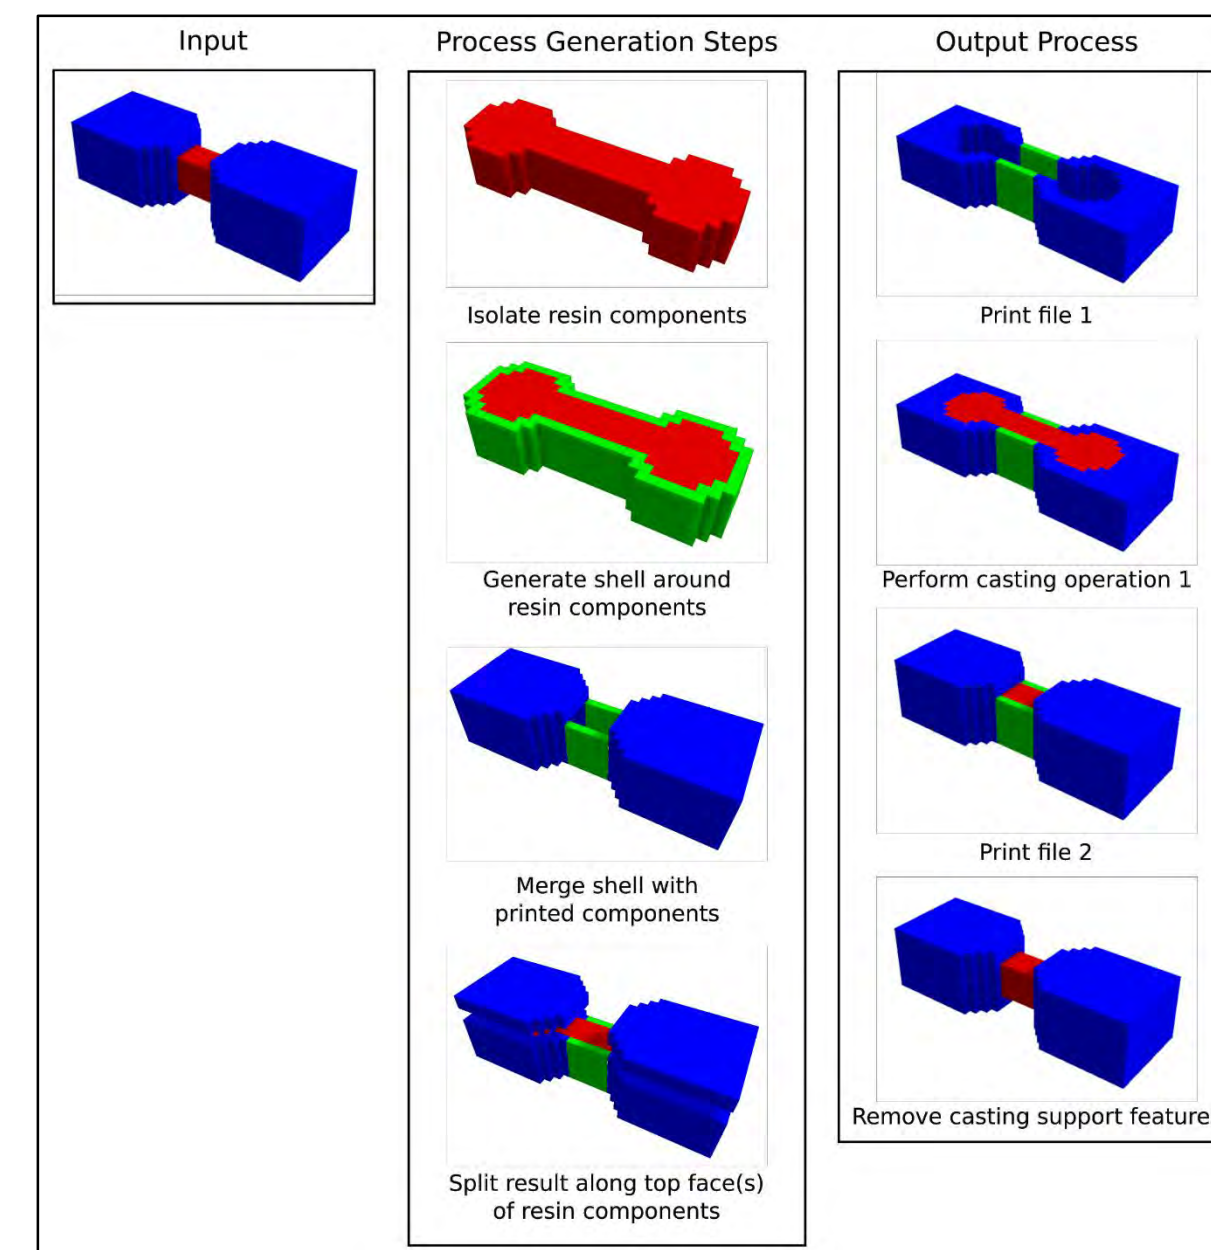 Input
Process Generation Steps
Output Process
Isolate resin components
Generate shell around
resin components
Merge shell with
printed components
Split result along top face(s)
of resin components
Print file 1
Perform casting operation 1
Print file 2
Remove casting support feature